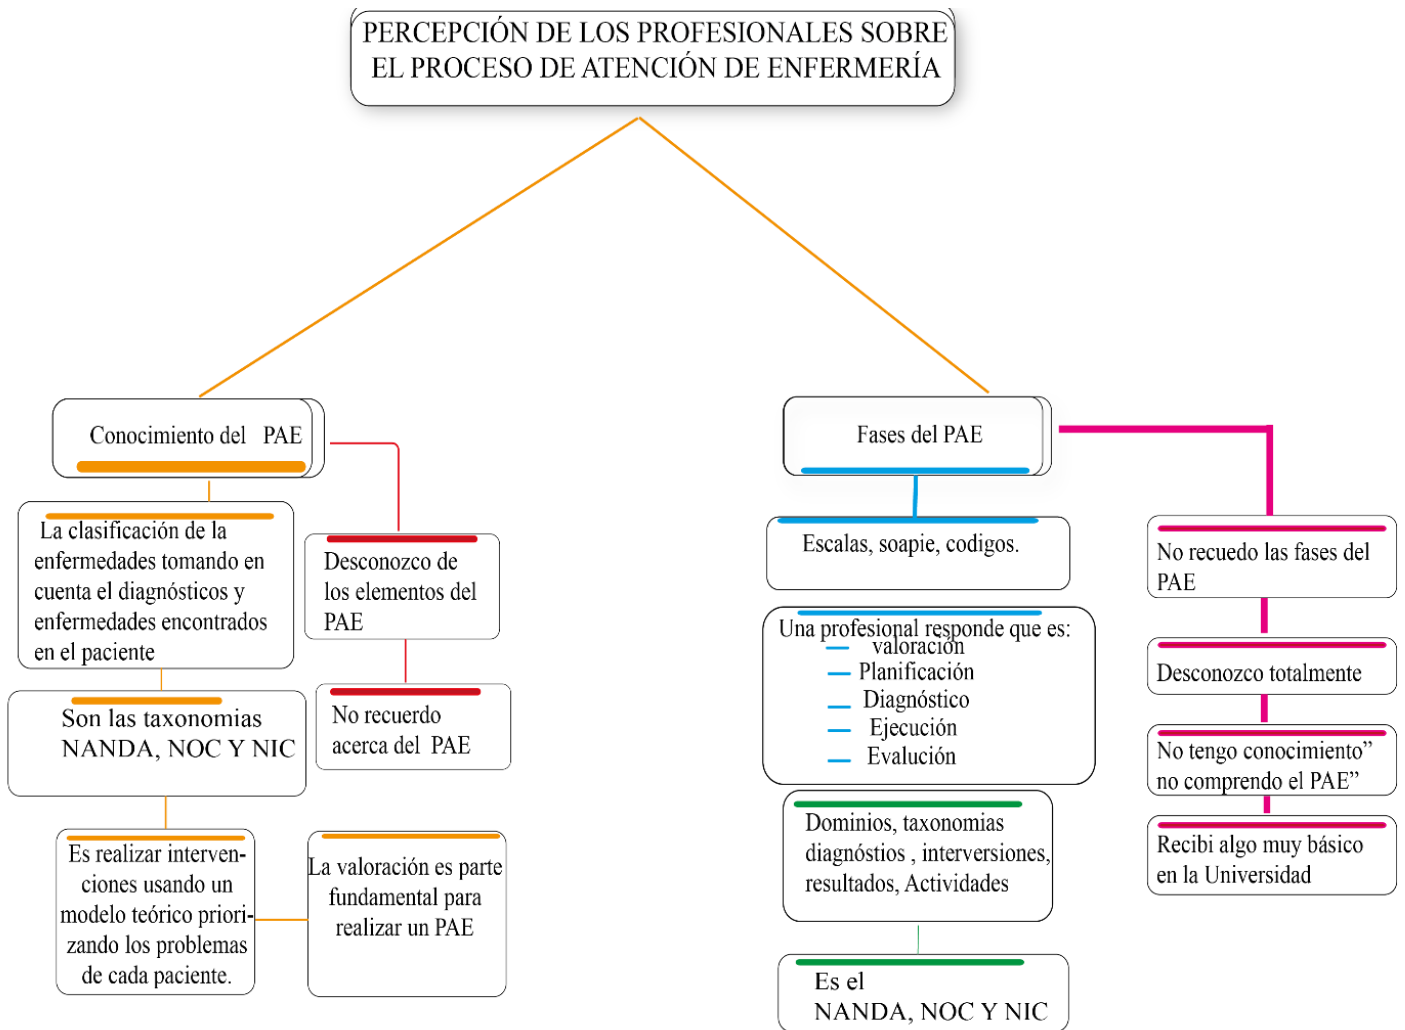 PERCEPCIÓN DE LOS PROFESIONALES SOBRE
EL PROCESO DE ATENCIÓN DE ENFERMERÍA
Conocimiento del PAE
La clasificación de la
enfermedades tomando en
cuenta el diagnósticos y
enfermedades encontrados
en el paciente
Son las taxonomias
NANDA, NOC Y NIC
Es realizar interven-
ciones usando un
modelo teórico priori-
zando los problemas
de cada paciente.
La valoración es parte
fundamental para
realizar un PAE
Desconozco de
los elementos del
PAE
No recuerdo
acerca del PAE
Fases del PAE
Escalas, soapie, codigos.
Una profesional responde que es:
valoración
Planificación
Diagnóstico
Ejecución
Evalución
Dominios, taxonomias
diagnóstios , interversiones,
resultados, Actividades
Es el
NANDA, NOC Y NIC
No recuedo las fases del
PAE
Desconozco totalmente
No tengo conocimiento”
no comprendo el PAE”
Recibi algo muy básico
en la Universidad